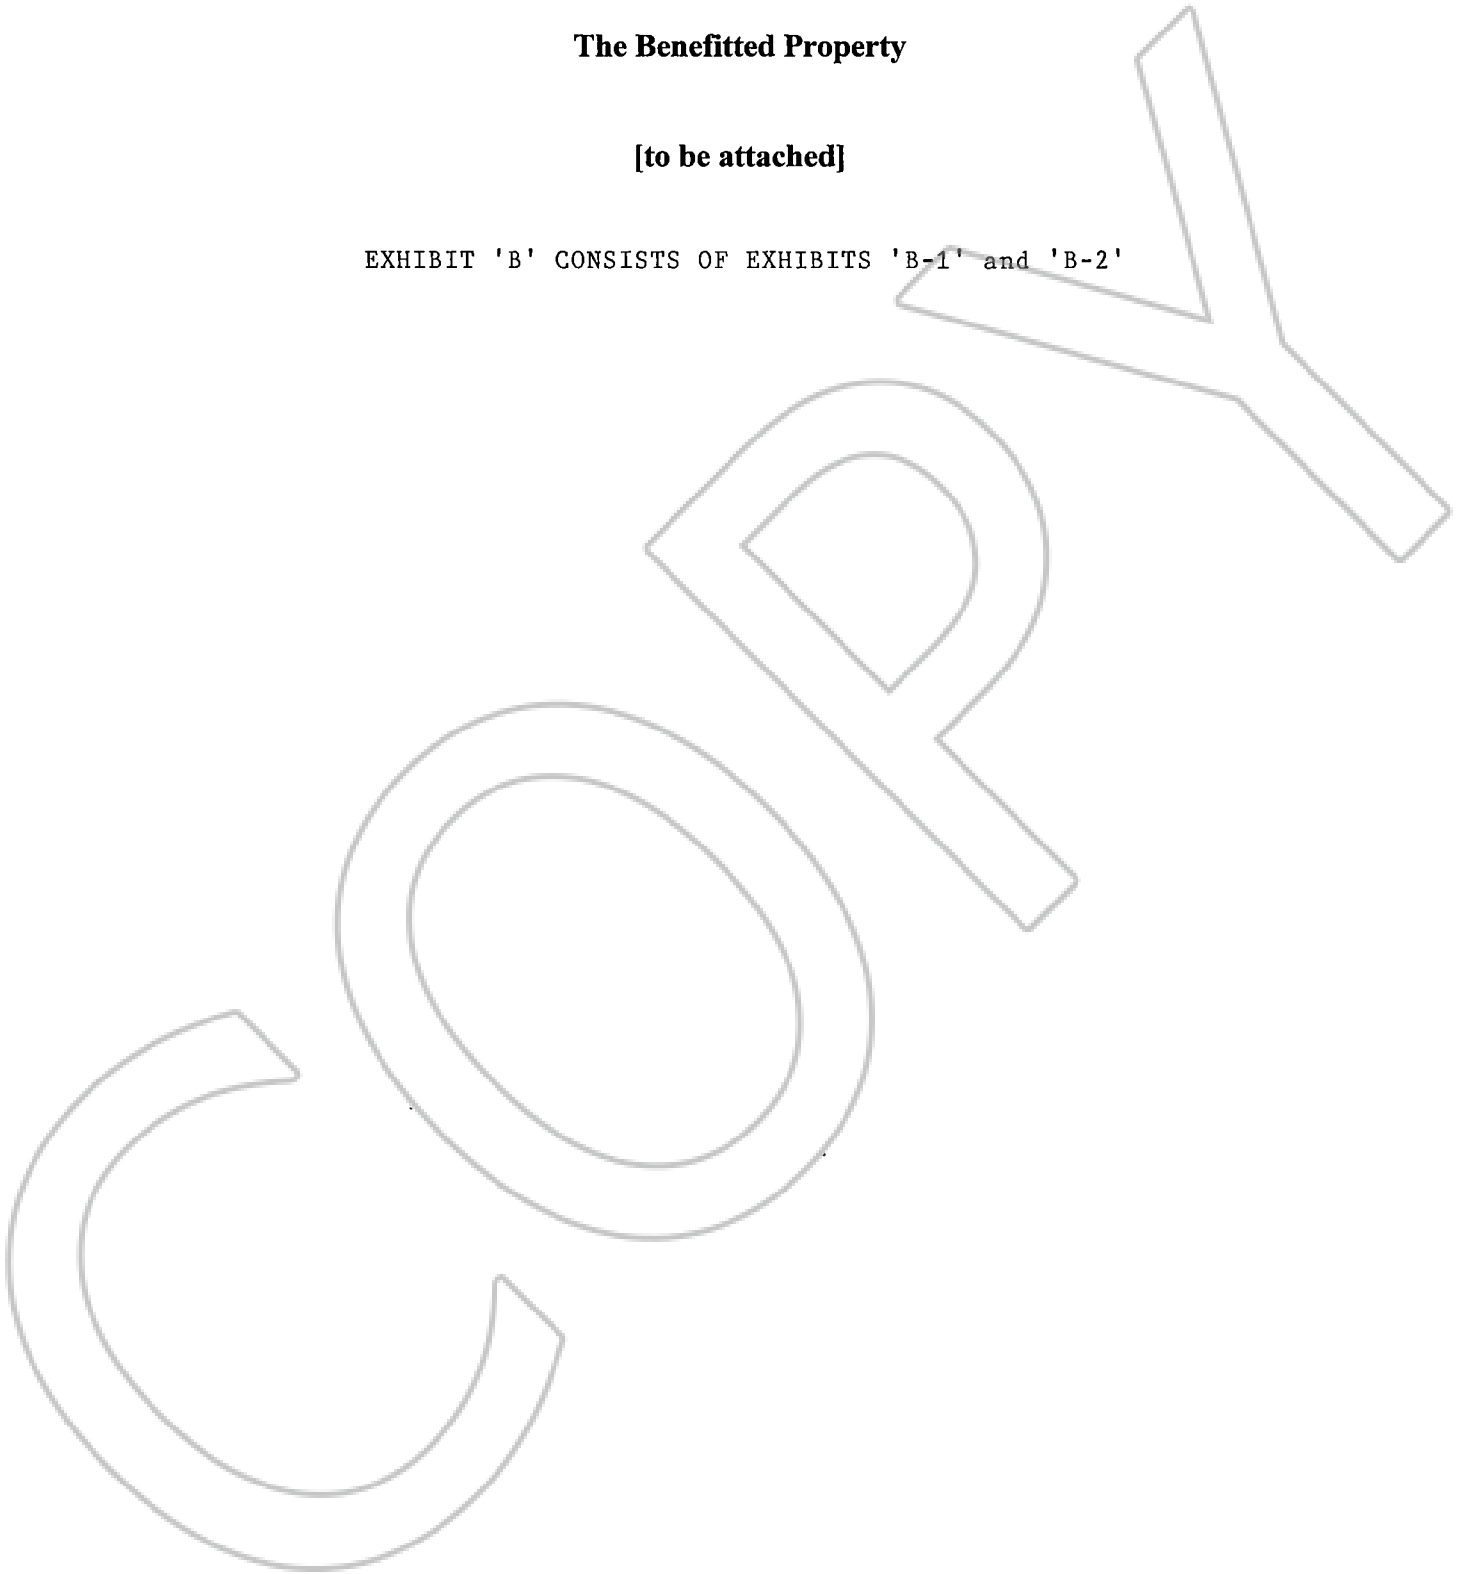 The Benefitted Property
[to be attached]
EXHIBIT 'B' CONSISTS OF EXHIBITS 'B-1' and 'B-2'
COPY